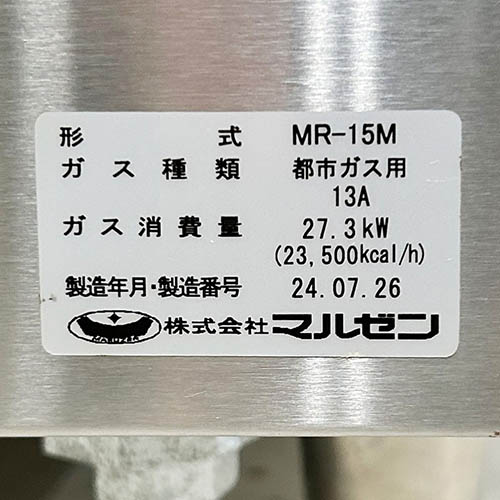 形 式 MR-15M
ガス種類 都市ガス用
13A
ガス消費量 27.3kW
(23,500kcal/h)
製造年月・製造番号 24.07.26
MARUZEN 株式会社 マルゼン